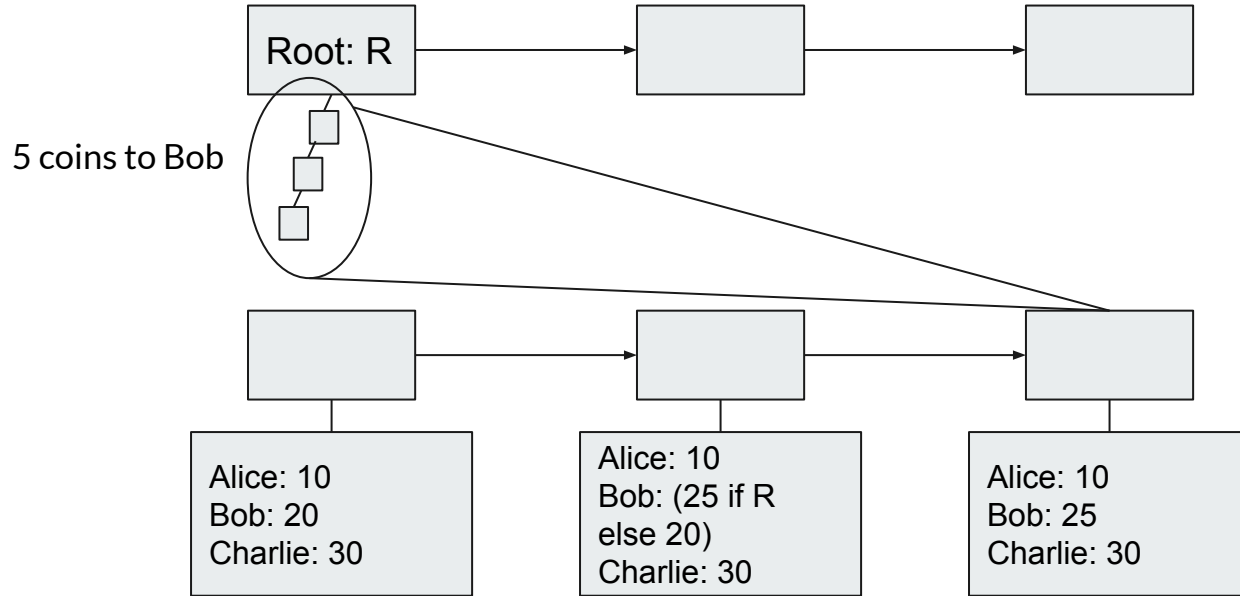 Root: R
5 coins to Bob
Alice: 10
Bob: 20
Charlie: 30
Alice: 10
Bob: (25 if R
else 20)
Charlie: 30
Alice: 10
Bob: 25
Charlie: 30